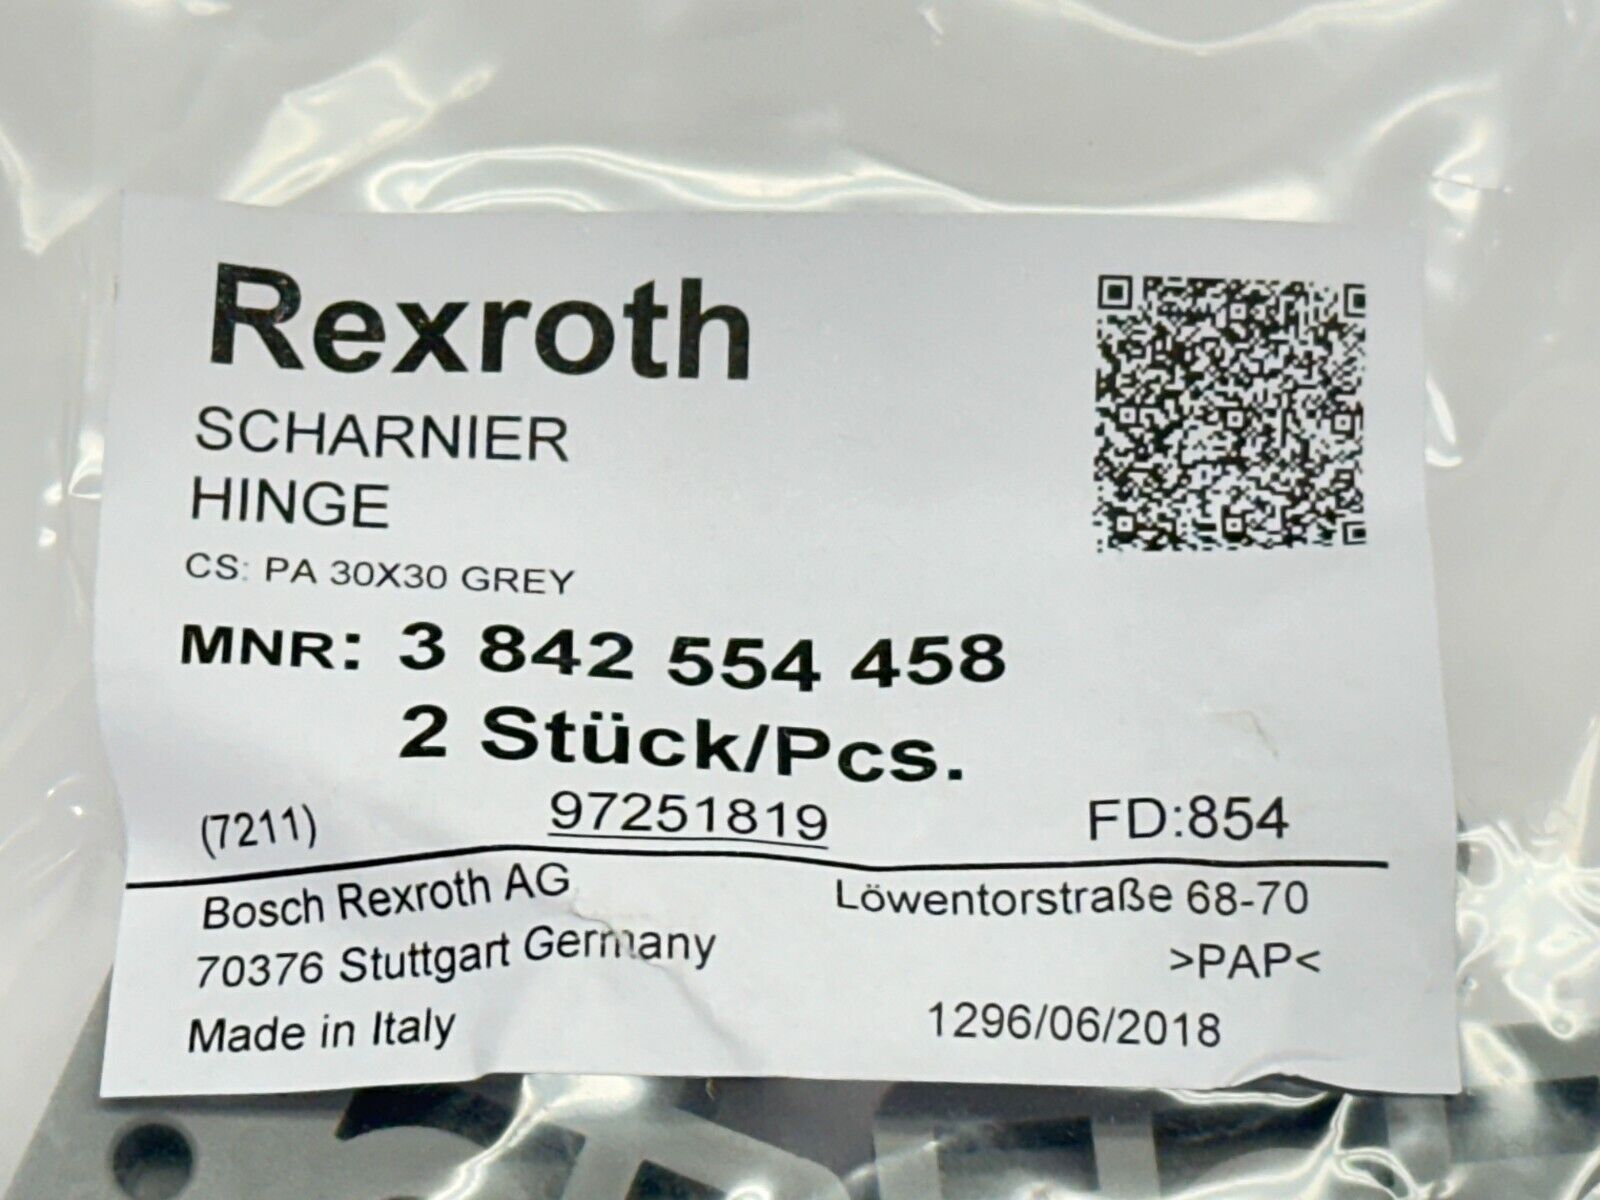 Rexroth
SCHARNIER
HINGE
CS: PA 30X30 GREY
MNR: 3 842 554 458
2 Stück/Pcs.
(7211) 97251819 FD:854
Bosch Rexroth AG Löwentorstraße 68-70
70376 Stuttgart Germany >PAP<
Made in Italy 1296/06/2018